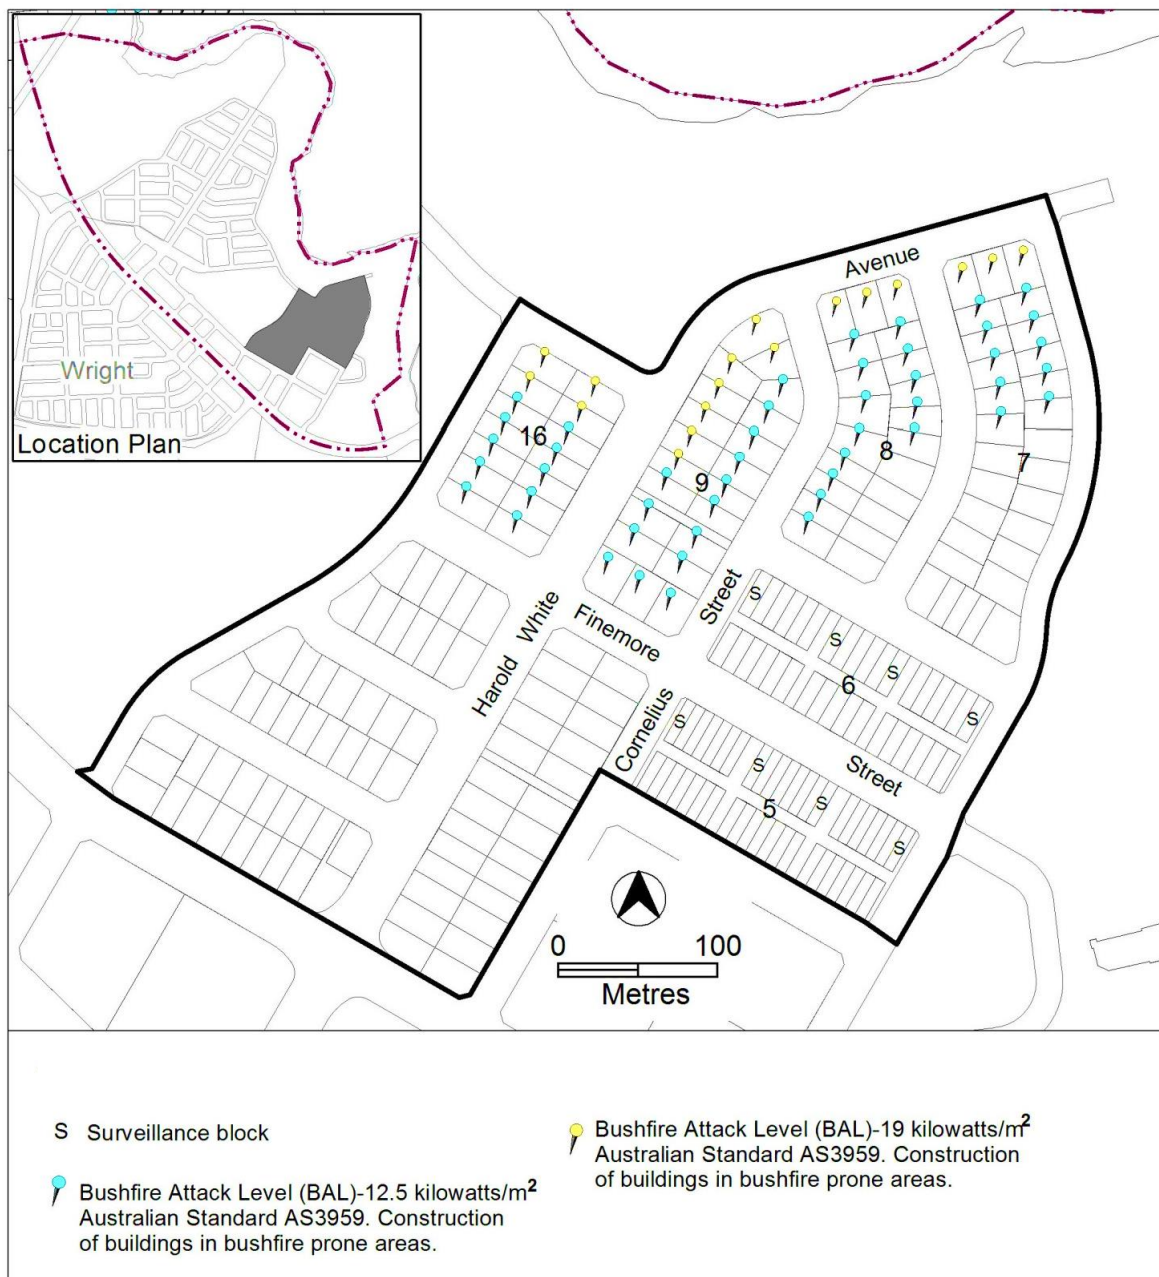 Wright
Location Plan
Avenue
16
9
8
7
Harold White
Finemore
Street
Cornelius
Street
S
S
S
S
6
S
S
S
S
5
0 100
Metres
S Surveillance block
Bushfire Attack Level (BAL)-12.5 kilowatts/m²
Australian Standard AS3959. Construction
of buildings in bushfire prone areas.
Bushfire Attack Level (BAL)-19 kilowatts/m²
Australian Standard AS3959. Construction
of buildings in bushfire prone areas.